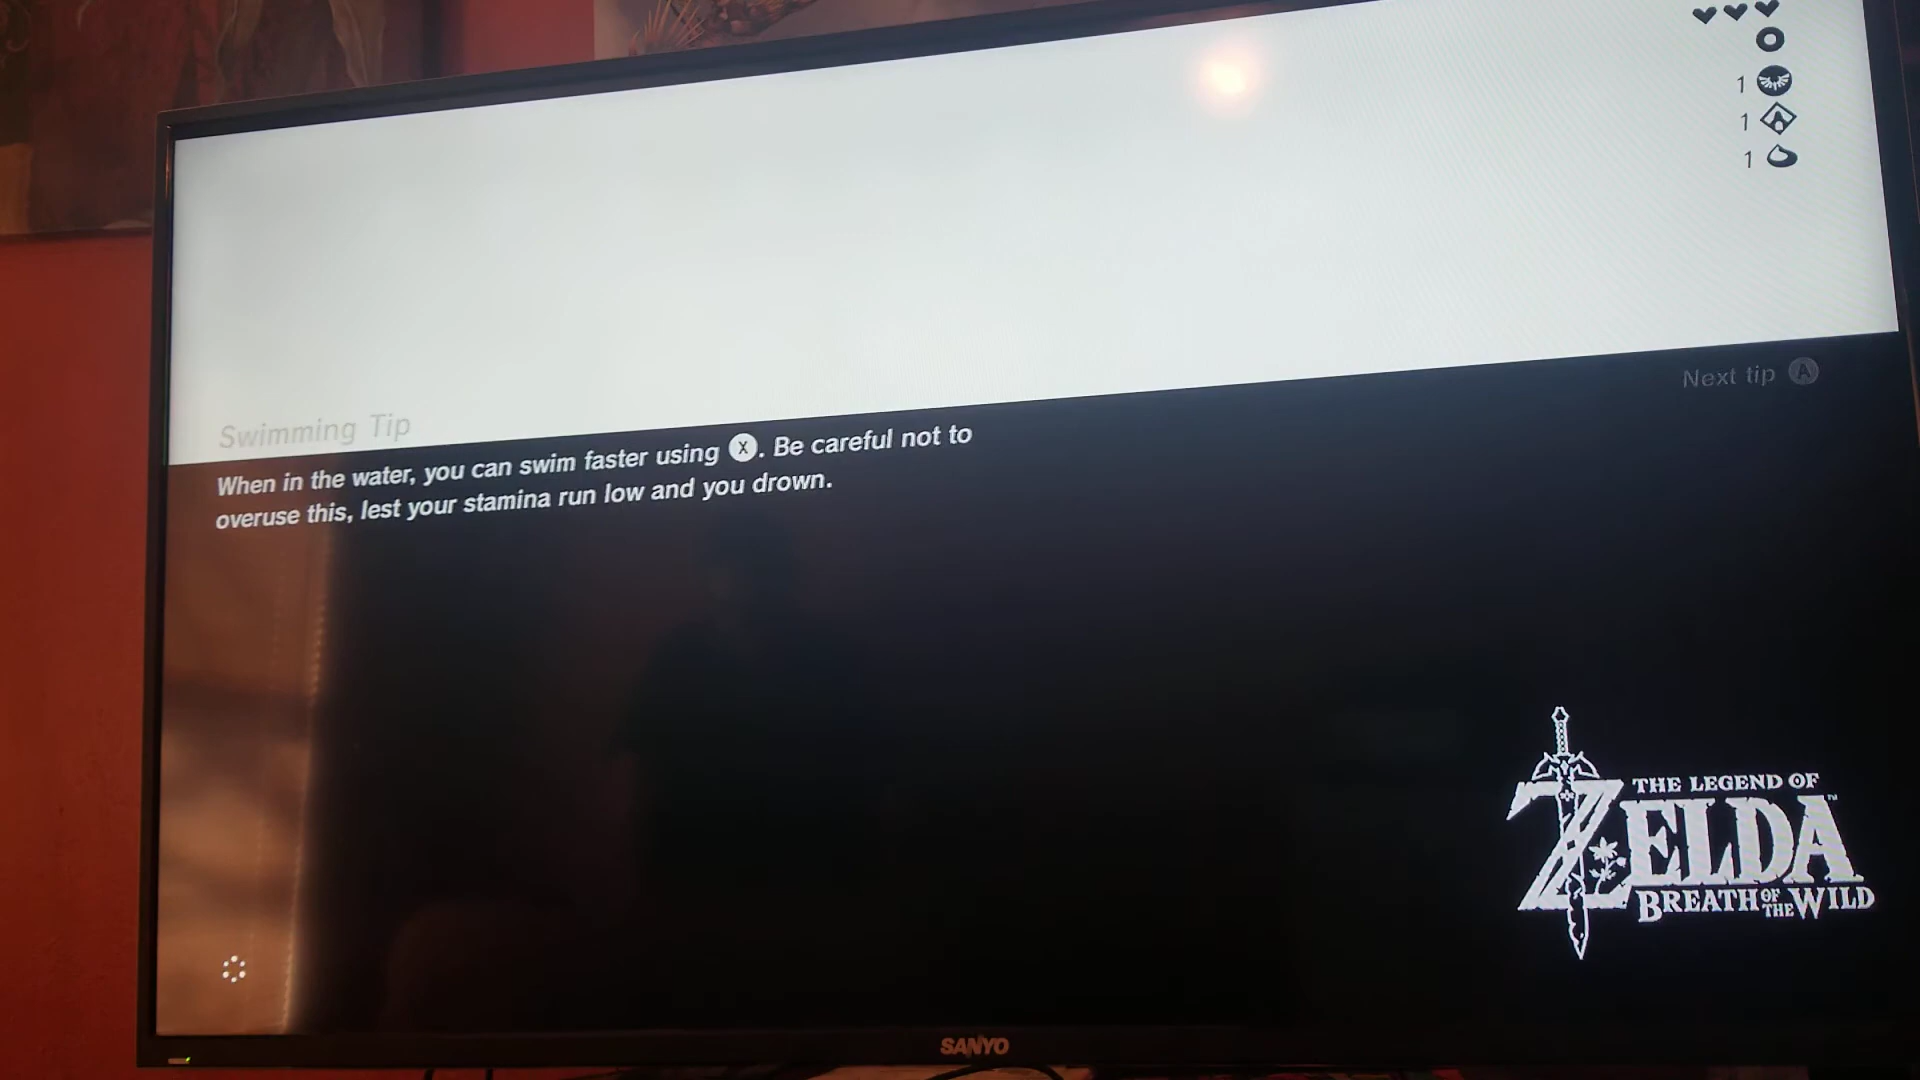 1
1
1
Next tip A
Swimming Tip
When in the water, you can swim faster using X. Be careful not to
overuse this, lest your stamina run low and you drown.
THE LEGEND OF
ZELDA™
BREATH OF THE WILD
SANYO